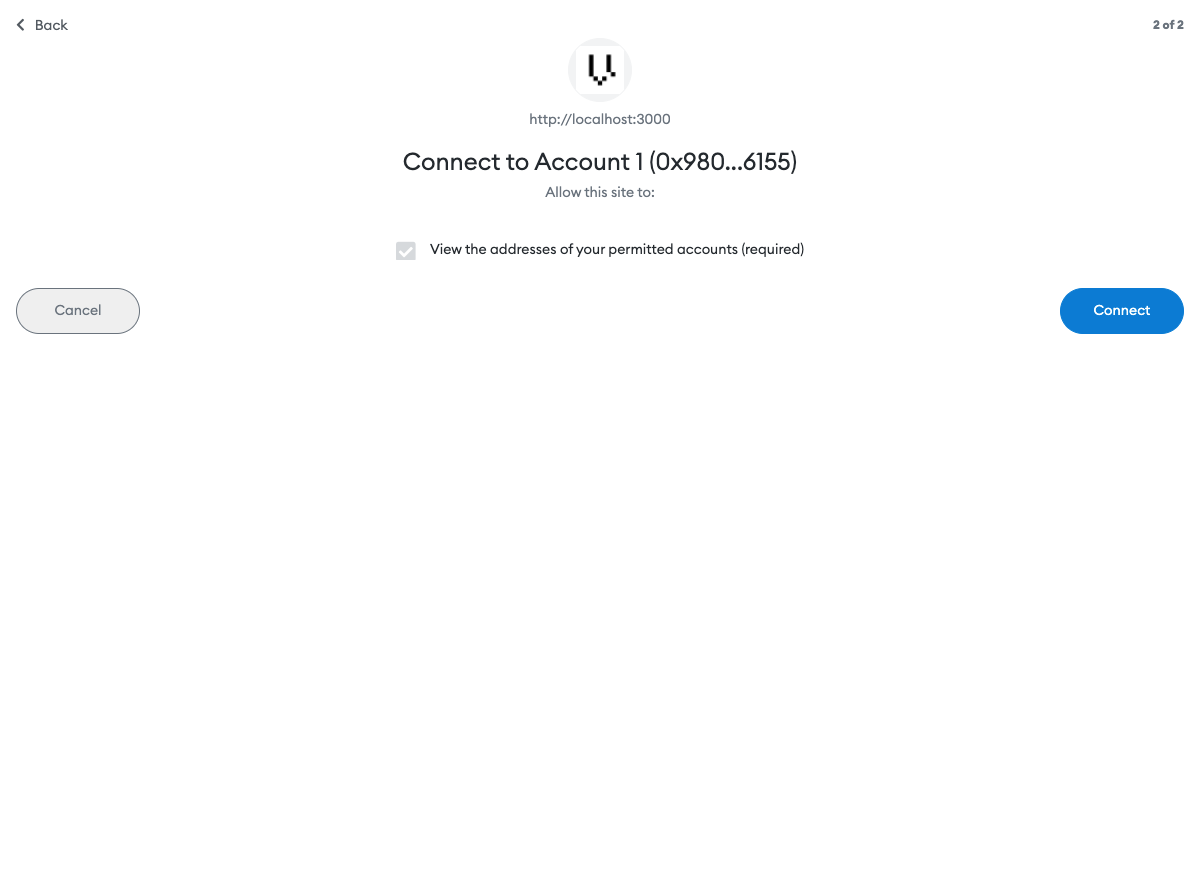 Back
2 of 2
http://localhost:3000
Connect to Account 1 (0x980...6155)
Allow this site to:
View the addresses of your permitted accounts (required)
Cancel
Connect